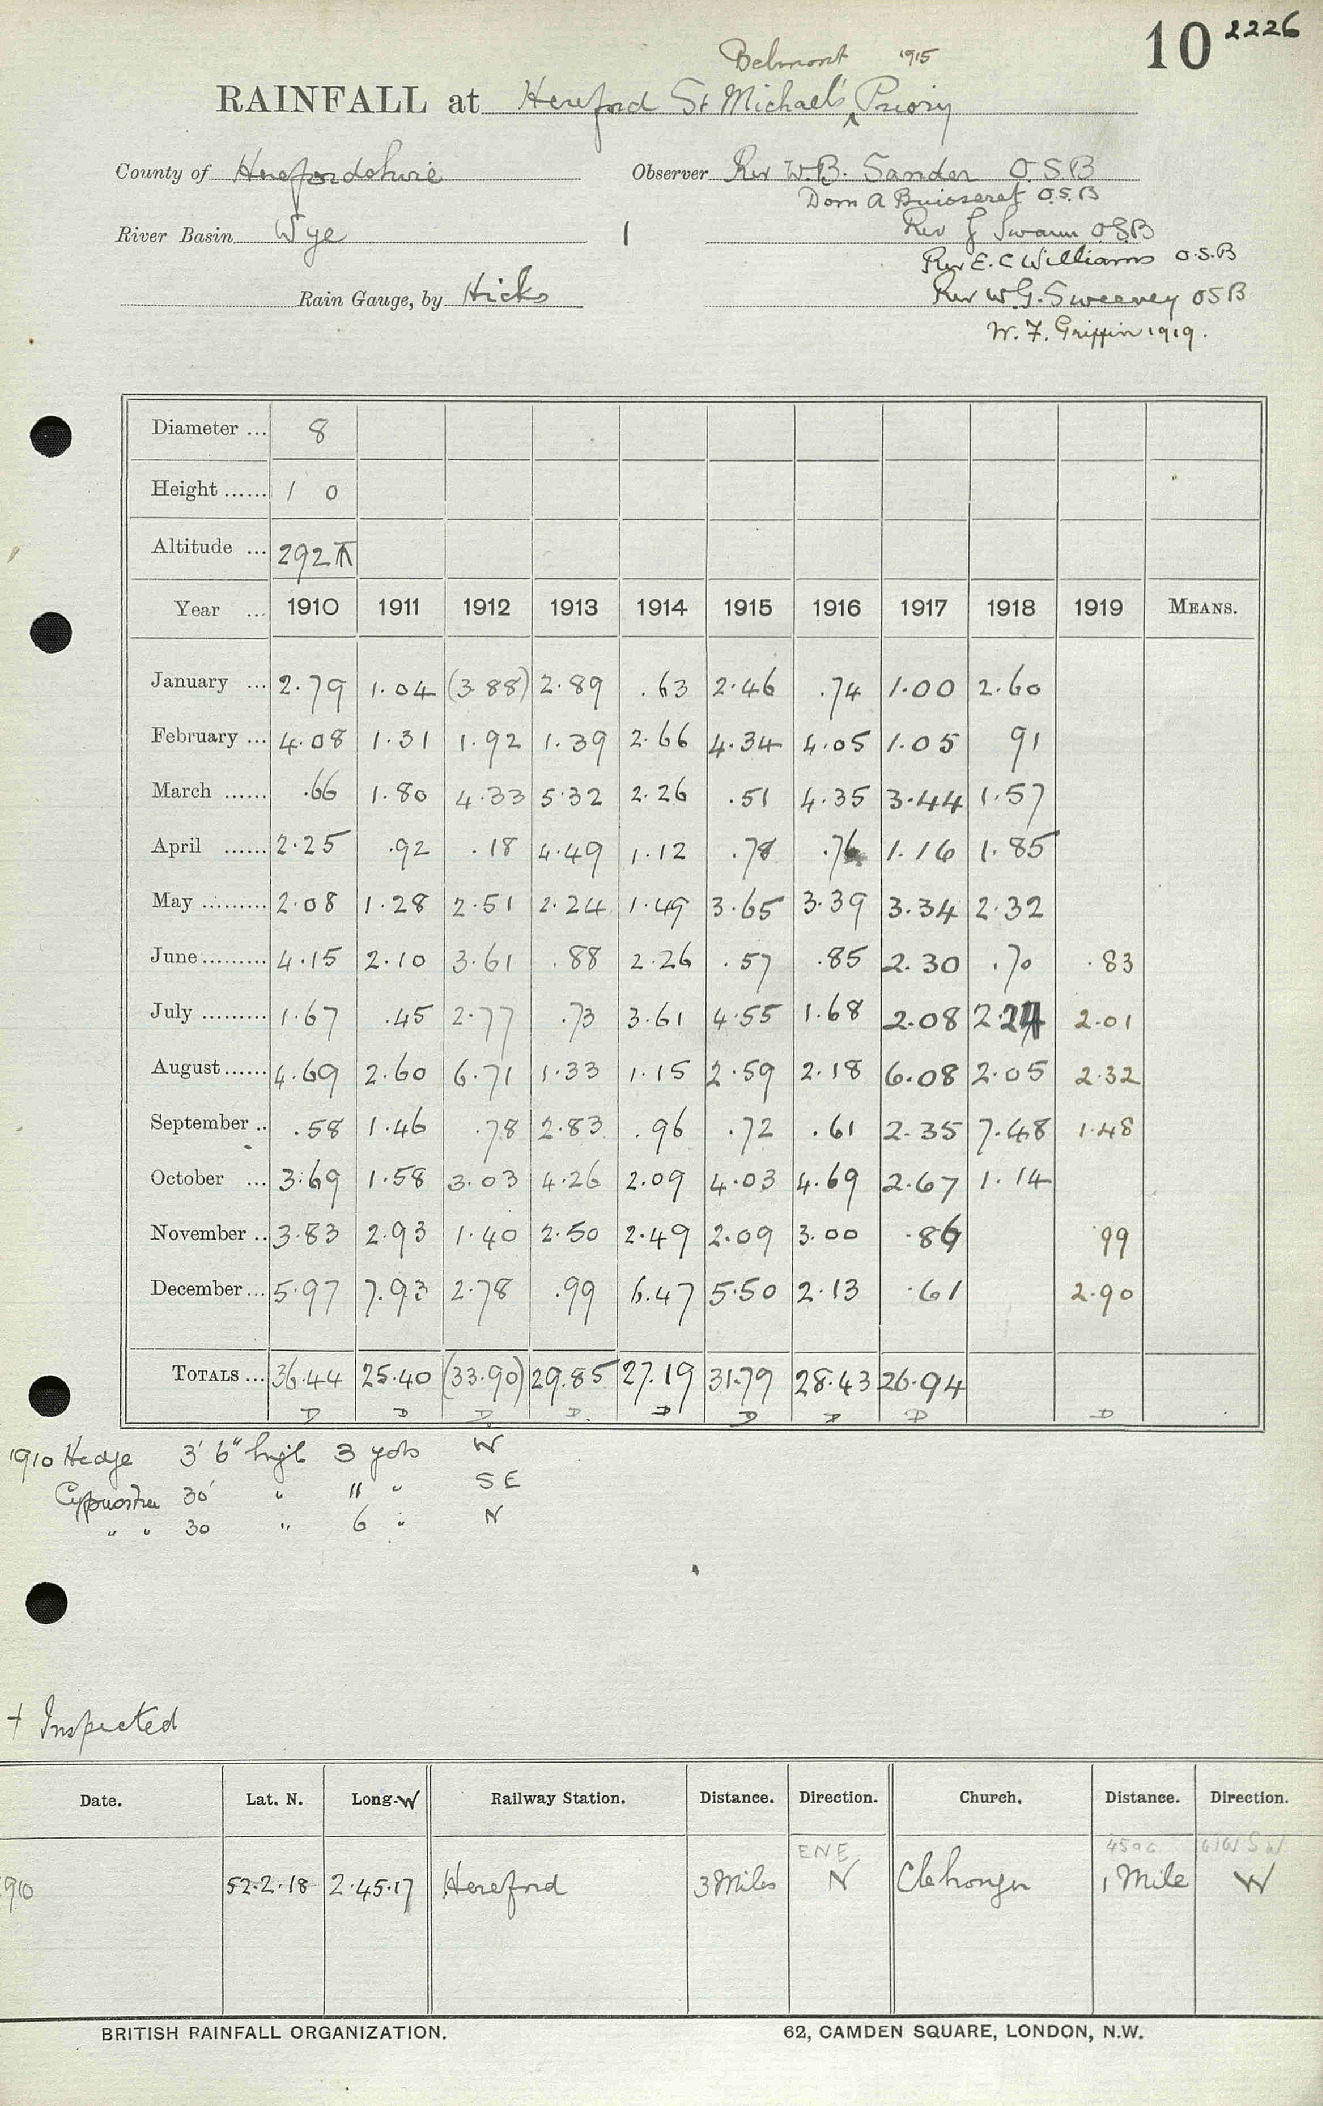 10 2226
Belmont 1915
RAINFALL at Hereford St Michael's ^ Priory
County of Herefordshire Observer Rev W.B. Sander O.S.B
Dom A Buisseret O.S.B
River Basin Wye 1 Rev J Swann O.S.B
Rev E.C Williams O.S.B
Rain Gauge, by Hicks Rev W.G. Sweeney OSB
W. F. Griffin 1919.
Diameter ... 8
Height ...... 1 0
Altitude ... 292
Year ... 1910 1911 1912 1913 1914 1915 1916 1917 1918 1919 MEANS.
January ... 2.79 1.04 (3.88) 2.89 .63 2.46 .74 1.00 2.60
February ... 4.08 1.31 1.92 1.39 2.66 4.34 4.05 1.05 91
March ...... .66 1.80 4.33 5.32 2.26 .51 4.35 3.44 1.57
April ...... 2.25 .92 .18 4.49 1.12 .78 .76 1.16 1.85
May ......... 2.08 1.28 2.51 2.24 1.49 3.65 3.39 3.34 2.32
June ......... 4.15 2.10 3.61 .88 2.26 .57 .85 2.30 .70 .83
July ......... 1.67 .45 2.77 .73 3.61 4.55 1.68 2.08 2.24 2.01
August ...... 4.69 2.60 6.71 1.33 1.15 2.59 2.18 6.08 2.05 2.32
September .. .58 1.46 .78 2.83 .96 .72 .61 2.35 7.48 1.48
October ... 3.69 1.58 3.03 4.26 2.09 4.03 4.69 2.67 1.14
November .. 3.83 2.93 1.40 2.50 2.49 2.09 3.00 .86 99
December ... 5.97 7.93 2.78 .99 6.47 5.50 2.13 .61 2.90
TOTALS ... 36.44 25.40 (33.90) 29.85 27.19 31.79 28.43 26.94
D D D D D D D D D
1910 Hedge 3' 6" high 3 yds W
30' " 11 " SE
" " 30 " 6 " N
† Inspected
Date. Lat. N. Long. W Railway Station. Distance. Direction. Church. Distance. Direction.
ENE
1910 52.2.18 2.45.17 Hereford 3 Miles N Clehonger 1 Mile W
BRITISH RAINFALL ORGANIZATION. 62, CAMDEN SQUARE, LONDON, N.W.